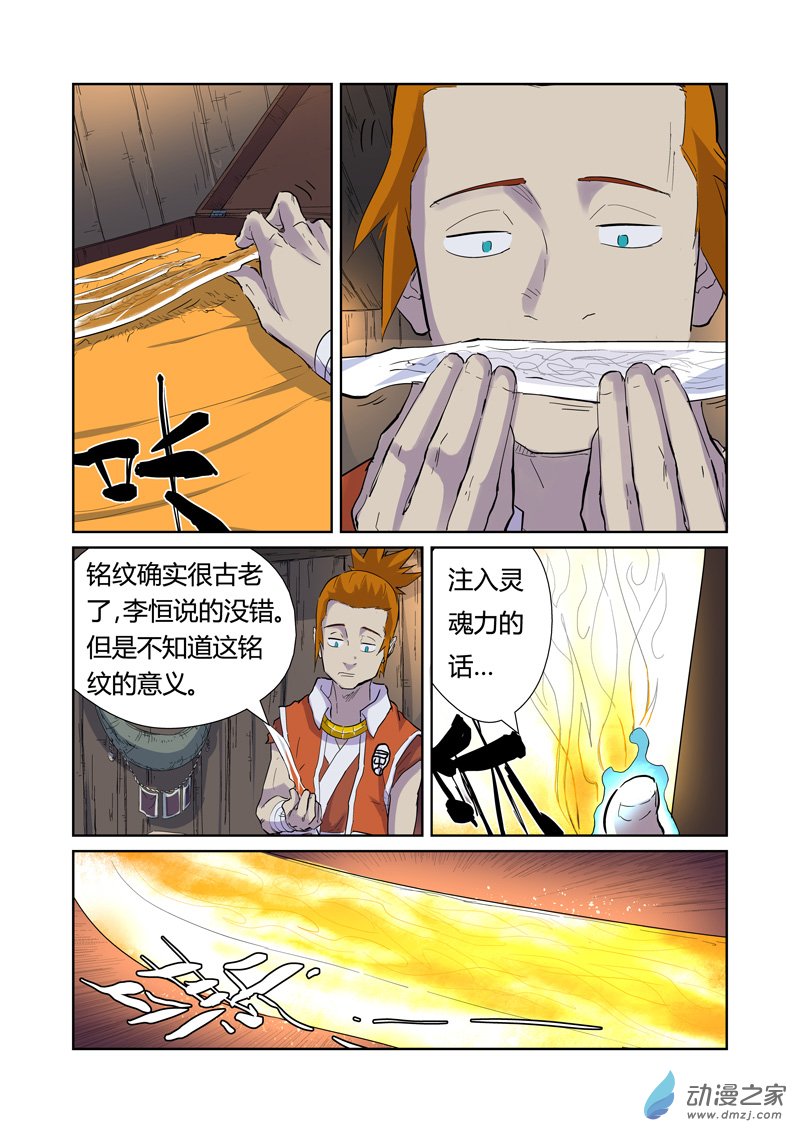 咔
铭纹确实很古老
了，李恒说的没错。
但是不知道这铭
纹的意义。
注入灵
魂力的
话...
动漫之家
www.dmzj.com